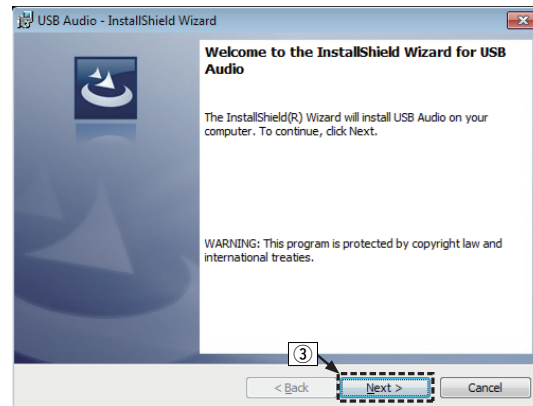 USB Audio - InstallShield Wizard
Welcome to the InstallShield Wizard for USB
Audio
The InstallShield(R) Wizard will install USB Audio on your
computer. To continue, click Next.
WARNING: This program is protected by copyright law and
international treaties.
③
< Back Next > Cancel